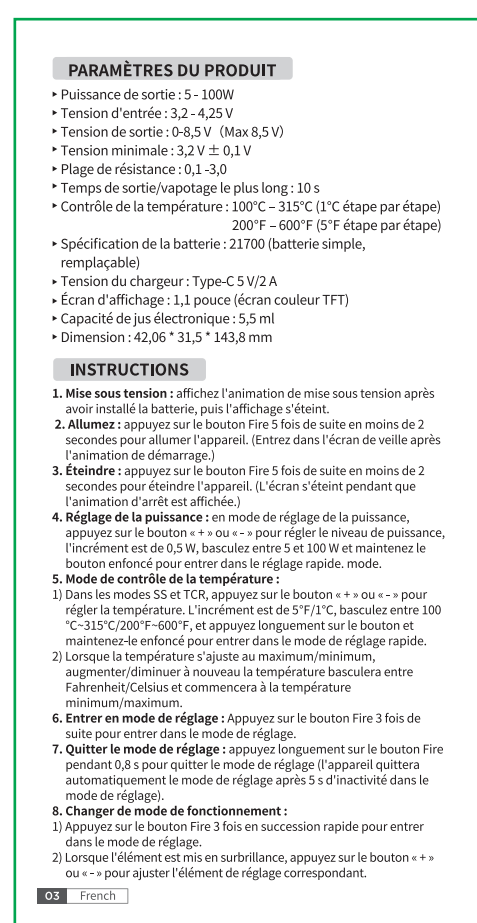 PARAMÈTRES DU PRODUIT
‣ Puissance de sortie : 5 - 100W
‣ Tension d'entrée : 3,2 - 4,25 V
‣ Tension de sortie : 0-8,5 V（Max 8,5 V）
‣ Tension minimale : 3,2 V ± 0,1 V
‣ Plage de résistance : 0,1 -3,0
‣ Temps de sortie/vapotage le plus long : 10 s
‣ Contrôle de la température : 100°C – 315°C (1°C étape par étape)
200°F – 600°F (5°F étape par étape)
‣ Spécification de la batterie : 21700 (batterie simple,
remplaçable)
‣ Tension du chargeur : Type-C 5 V/2 A
‣ Écran d'affichage : 1,1 pouce (écran couleur TFT)
‣ Capacité de jus électronique : 5,5 ml
‣ Dimension : 42,06 * 31,5 * 143,8 mm
INSTRUCTIONS
1. Mise sous tension : affichez l'animation de mise sous tension après
avoir installé la batterie, puis l'affichage s'éteint.
2. Allumez : appuyez sur le bouton Fire 5 fois de suite en moins de 2
secondes pour allumer l'appareil. (Entrez dans l'écran de veille après
l'animation de démarrage.)
3. Éteindre : appuyez sur le bouton Fire 5 fois de suite en moins de 2
secondes pour éteindre l'appareil. (L'écran s'éteint pendant que
l'animation d'arrêt est affichée.)
4. Réglage de la puissance : en mode de réglage de la puissance,
appuyez sur le bouton « + » ou « - » pour régler le niveau de puissance,
l'incrément est de 0,5 W, basculez entre 5 et 100 W et maintenez le
bouton enfoncé pour entrer dans le réglage rapide. mode.
5. Mode de contrôle de la température :
1) Dans les modes SS et TCR, appuyez sur le bouton « + » ou « - » pour
régler la température. L'incrément est de 5°F/1°C, basculez entre 100
°C~315°C/200°F~600°F, et appuyez longuement sur le bouton et
maintenez-le enfoncé pour entrer dans le mode de réglage rapide.
2) Lorsque la température s'ajuste au maximum/minimum,
augmenter/diminuer à nouveau la température basculera entre
Fahrenheit/Celsius et commencera à la température
minimum/maximum.
6. Entrer en mode de réglage : Appuyez sur le bouton Fire 3 fois de
suite pour entrer dans le mode de réglage.
7. Quitter le mode de réglage : appuyez longuement sur le bouton Fire
pendant 0,8 s pour quitter le mode de réglage (l'appareil quittera
automatiquement le mode de réglage après 5 s d'inactivité dans le
mode de réglage).
8. Changer de mode de fonctionnement :
1) Appuyez sur le bouton Fire 3 fois en succession rapide pour entrer
dans le mode de réglage.
2) Lorsque l'élément est mis en surbrillance, appuyez sur le bouton « + »
ou « - » pour ajuster l'élément de réglage correspondant.
03 French